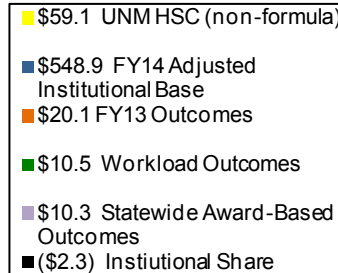 $59.1 UNM HSC (non-formula)
$548.9 FY14 Adjusted
Institutional Base
$20.1 FY13 Outcomes
$10.5 Workload Outcomes
$10.3 Statewide Award-Based
Outcomes
($2.3) Instiutional Share